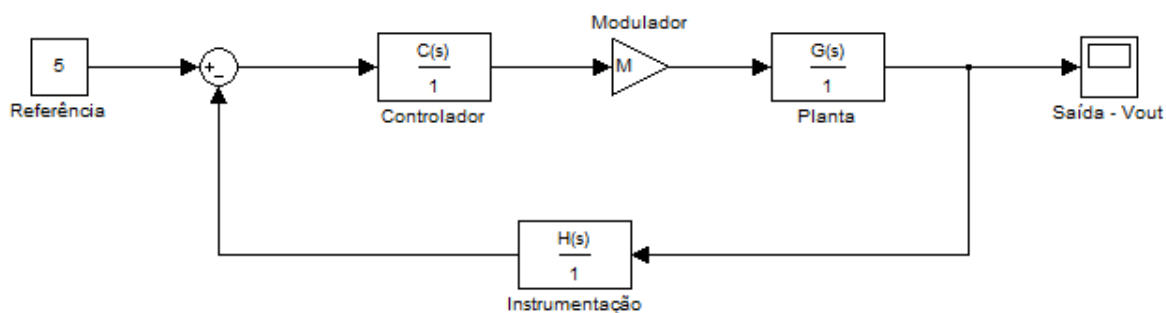 Modulador
5
+
−
C(s)
1
M
G(s)
1
Referência
Controlador
Planta
Saída - Vout
H(s)
1
Instrumentação